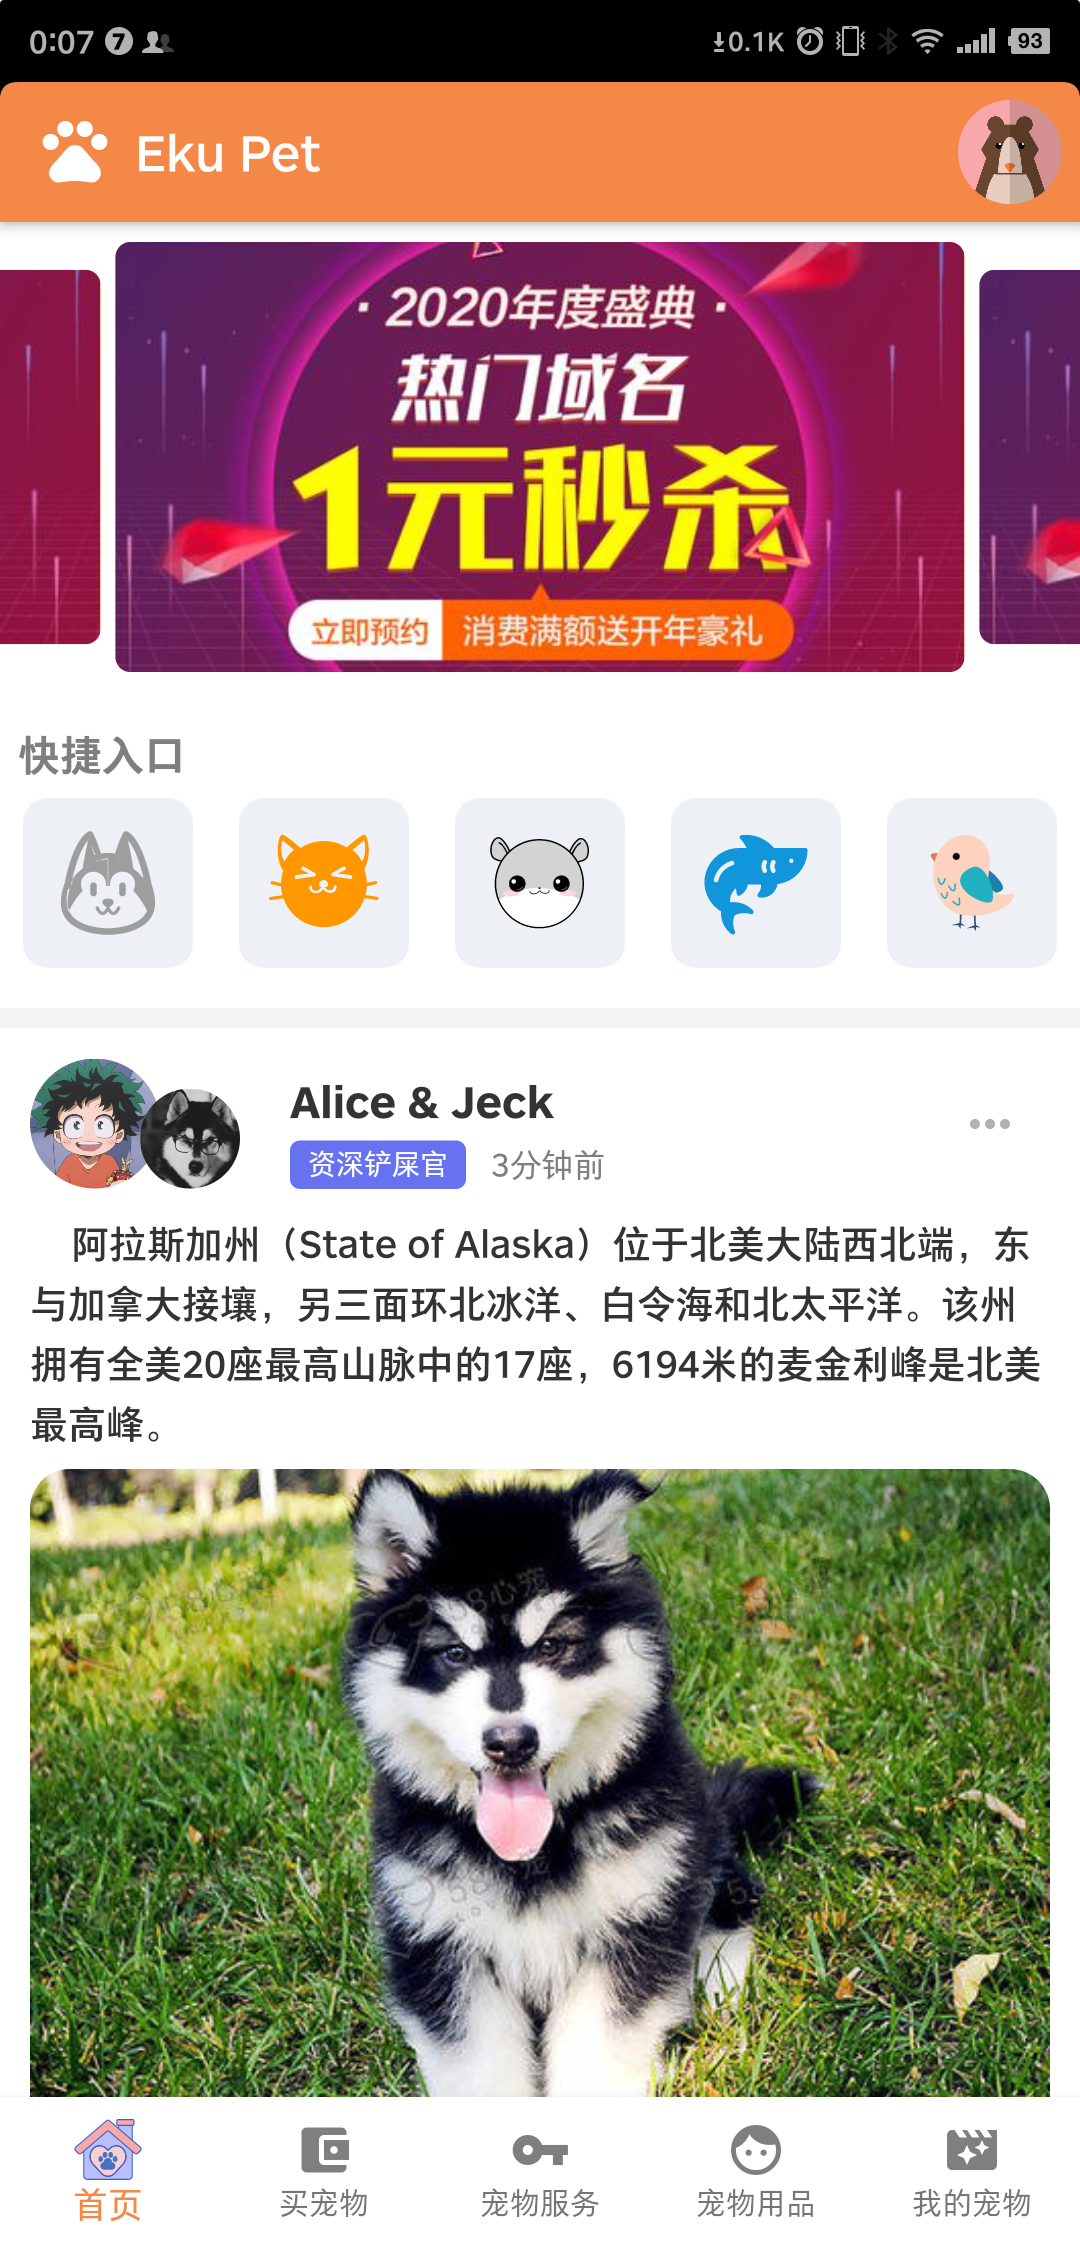 0:07 7 0.1K 93
Eku Pet
· 2020年度盛典 ·
热门域名
1元秒杀
立即预约 消费满额送开年豪礼
快捷入口
Alice & Jeck
资深铲屎官 3分钟前
阿拉斯加州（State of Alaska）位于北美大陆西北端，东
与加拿大接壤，另三面环北冰洋、白令海和北太平洋。该州
拥有全美20座最高山脉中的17座，6194米的麦金利峰是北美
最高峰。
58心宠
首页 买宠物 宠物服务 宠物用品 我的宠物